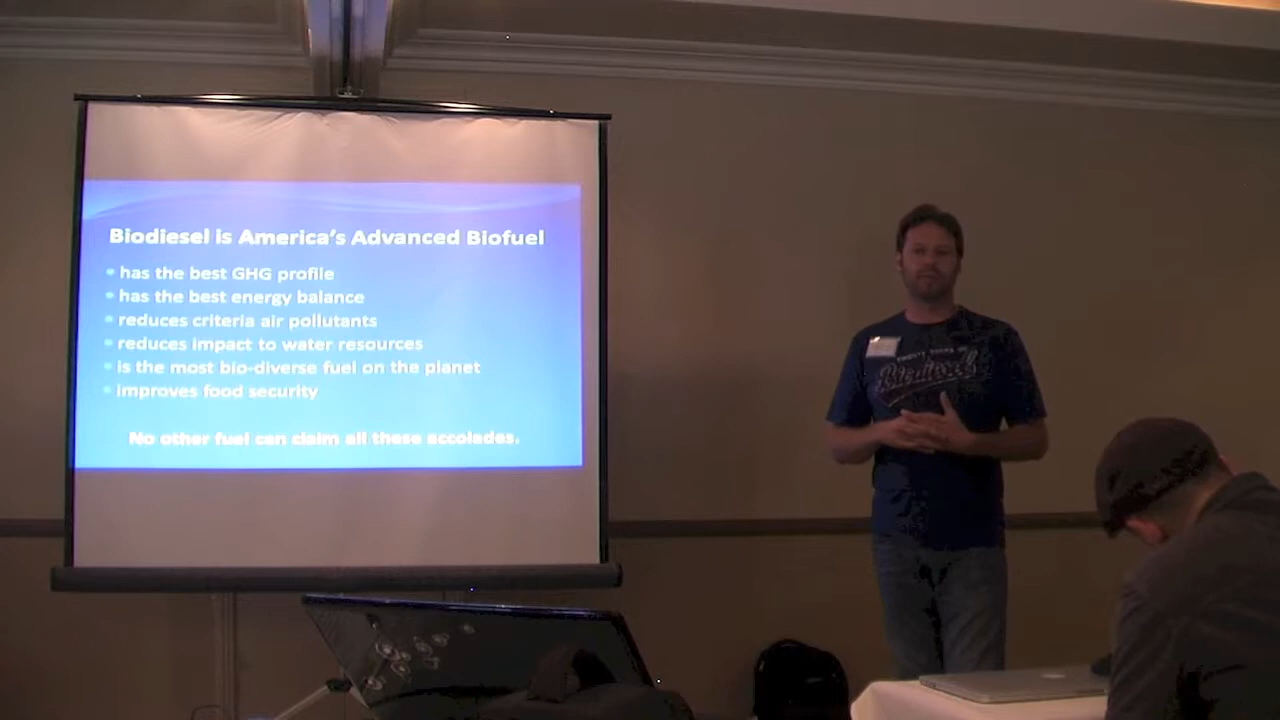 Biodiesel is America's Advanced Biofuel
has the best GHG profile
has the best energy balance
reduces criteria air pollutants
reduces impact to water resources
is the most bio-diverse fuel on the planet
improves food security
No other fuel can claim all these accolades.
Biodiesel